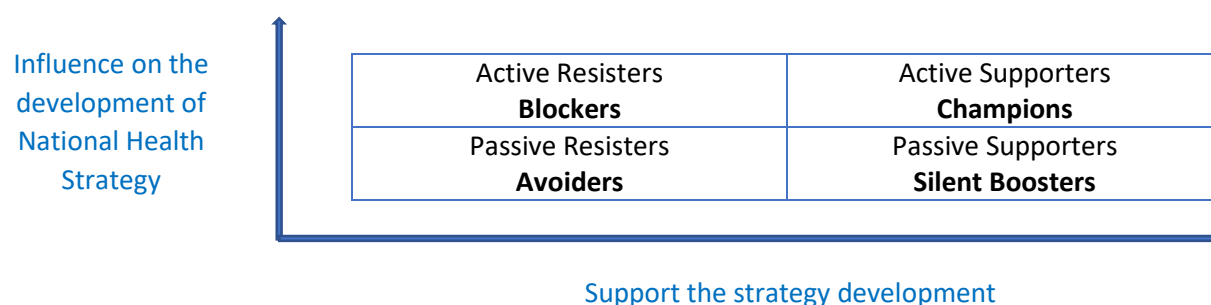 Influence on the
development of
National Health
Strategy
Active Resisters
Blockers
Active Supporters
Champions
Passive Resisters
Avoiders
Passive Supporters
Silent Boosters
Support the strategy development